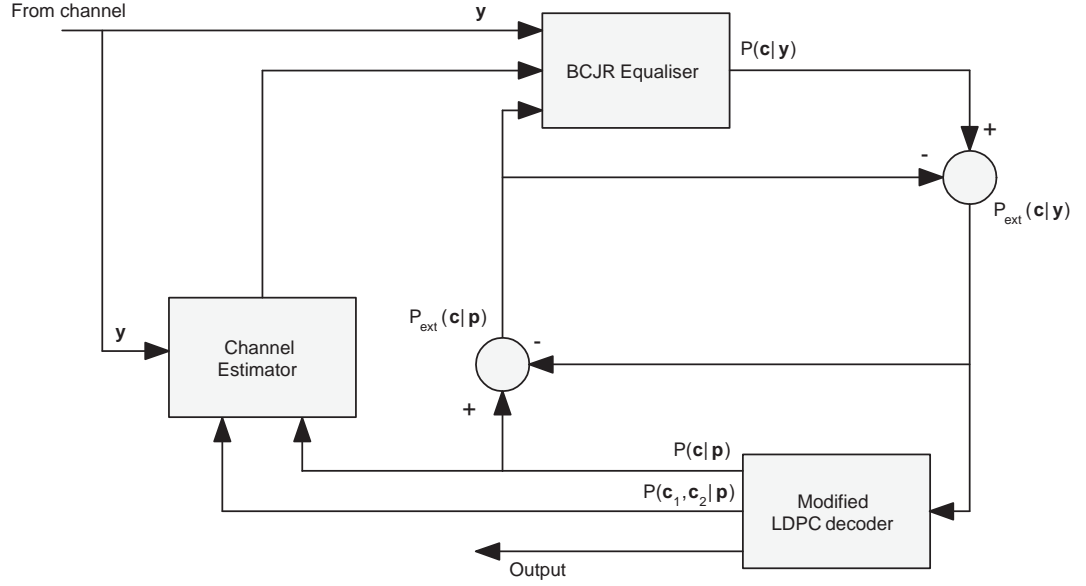 From channel
y
BCJR Equaliser
P(c|y)
+
-
P_ext(c|y)
P_ext(c|p)
y
Channel
Estimator
-
+
P(c|p)
P(c_1,c_2|p)
Modified
LDPC decoder
Output